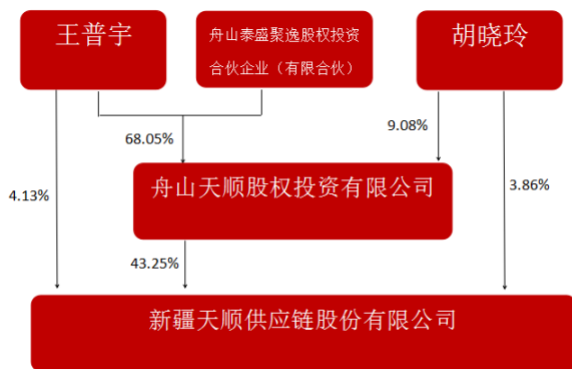 王普宇
舟山泰盛聚逸股权投资
合伙企业（有限合伙）
胡晓玲
68.05%
9.08%
4.13%
3.86%
舟山天顺股权投资有限公司
43.25%
新疆天顺供应链股份有限公司